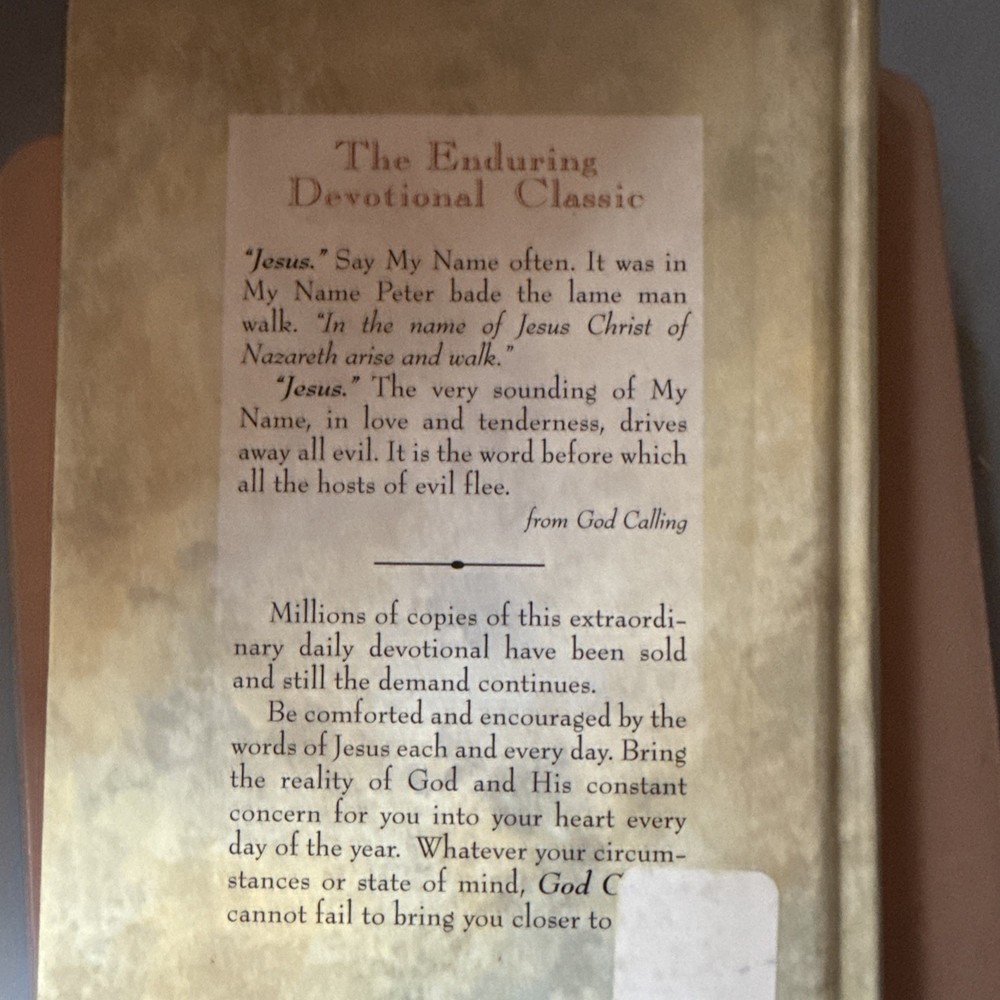 The Enduring
Devotional Classic
“Jesus.” Say My Name often. It was in
My Name Peter bade the lame man
walk. “In the name of Jesus Christ of
Nazareth arise and walk.”
“Jesus.” The very sounding of My
Name, in love and tenderness, drives
away all evil. It is the word before which
all the hosts of evil flee.
from God Calling
Millions of copies of this extraordi-
nary daily devotional have been sold
and still the demand continues.
Be comforted and encouraged by the
words of Jesus each and every day. Bring
the reality of God and His constant
concern for you into your heart every
day of the year. Whatever your circum-
stances or state of mind, God C
cannot fail to bring you closer to